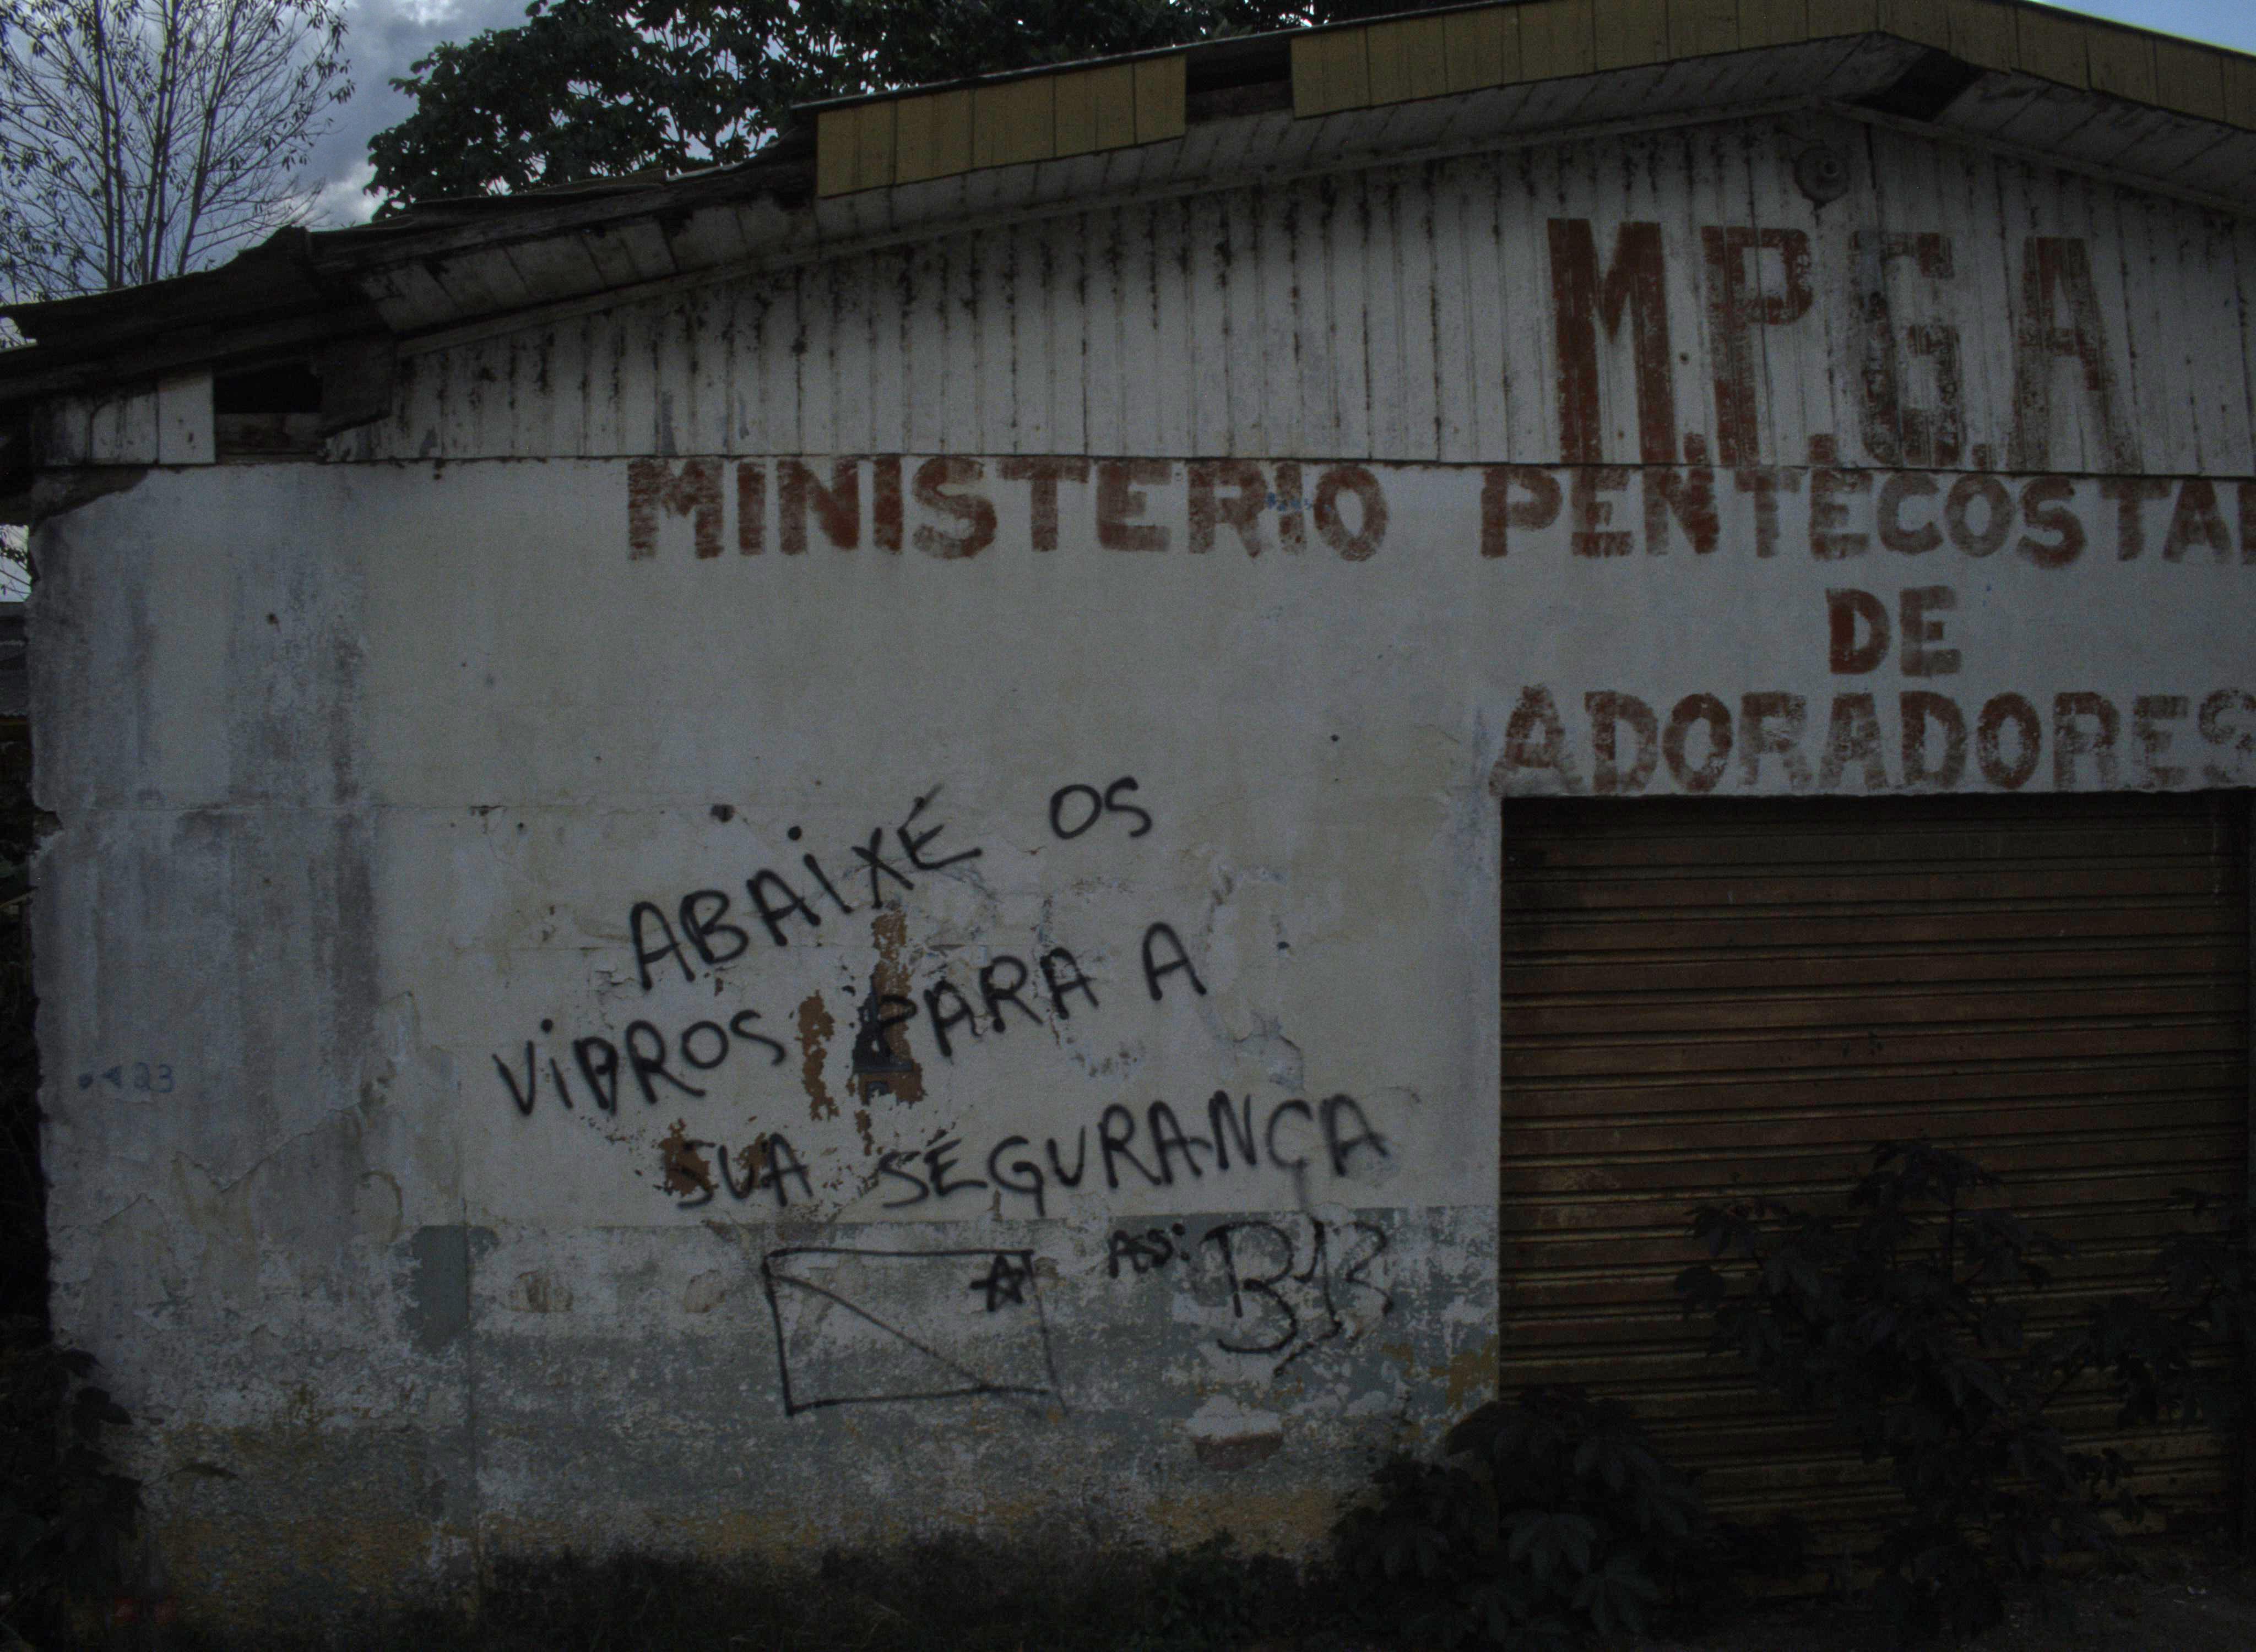 M.P.G.A
MINISTERIO PENTECOSTAL
DE
ADORADORES
ABAIXE OS
VIDROS PARA A
SUA SEGURANÇA
ASS: B13